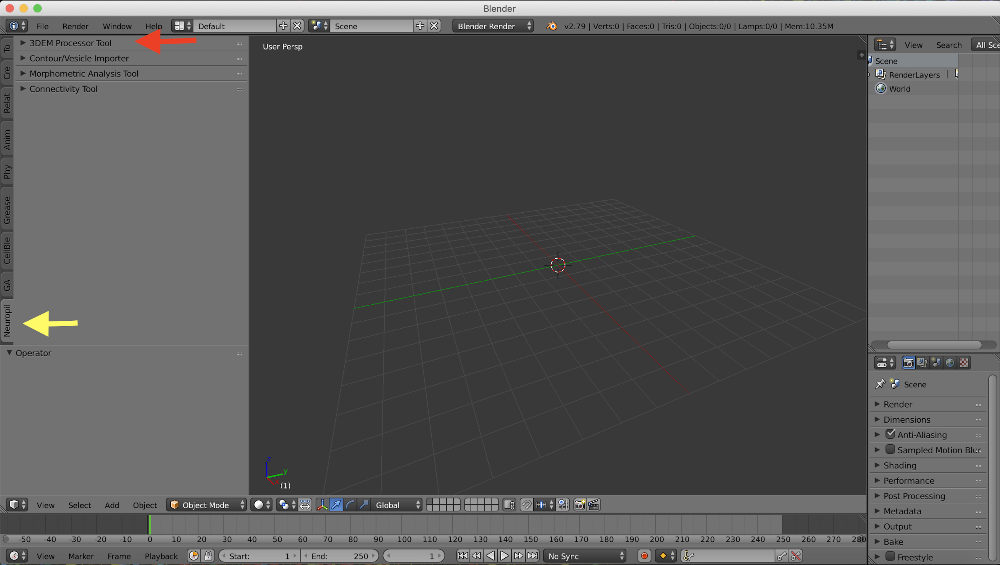 Blender
File Render Window Help Default Scene Blender Render v2.79 | Verts:0 | Faces:0 | Tris:0 | Objects:0/0 | Lamps:0/0 | Mem:10.35M
3DEM Processor Tool
Contour/Vesicle Importer
Morphometric Analysis Tool
Connectivity Tool
To
Cre
Relat
Anim
Phy
Grease
CellBle
GA
Neuropil
Operator
User Persp
z
y
x
(1)
View Search All Sce
Scene
RenderLayers |
World
Scene
Render
Dimensions
Anti-Aliasing
Sampled Motion Blur
Shading
Performance
Post Processing
Metadata
Output
Bake
Freestyle
View Select Add Object Object Mode Global
-50 -40 -30 -20 -10 0 10 20 30 40 50 60 70 80 90 100 110 120 130 140 150 160 170 180 190 200 210 220 230 240 250 260 270 280
View Marker Frame Playback Start: 1 End: 250 1 No Sync